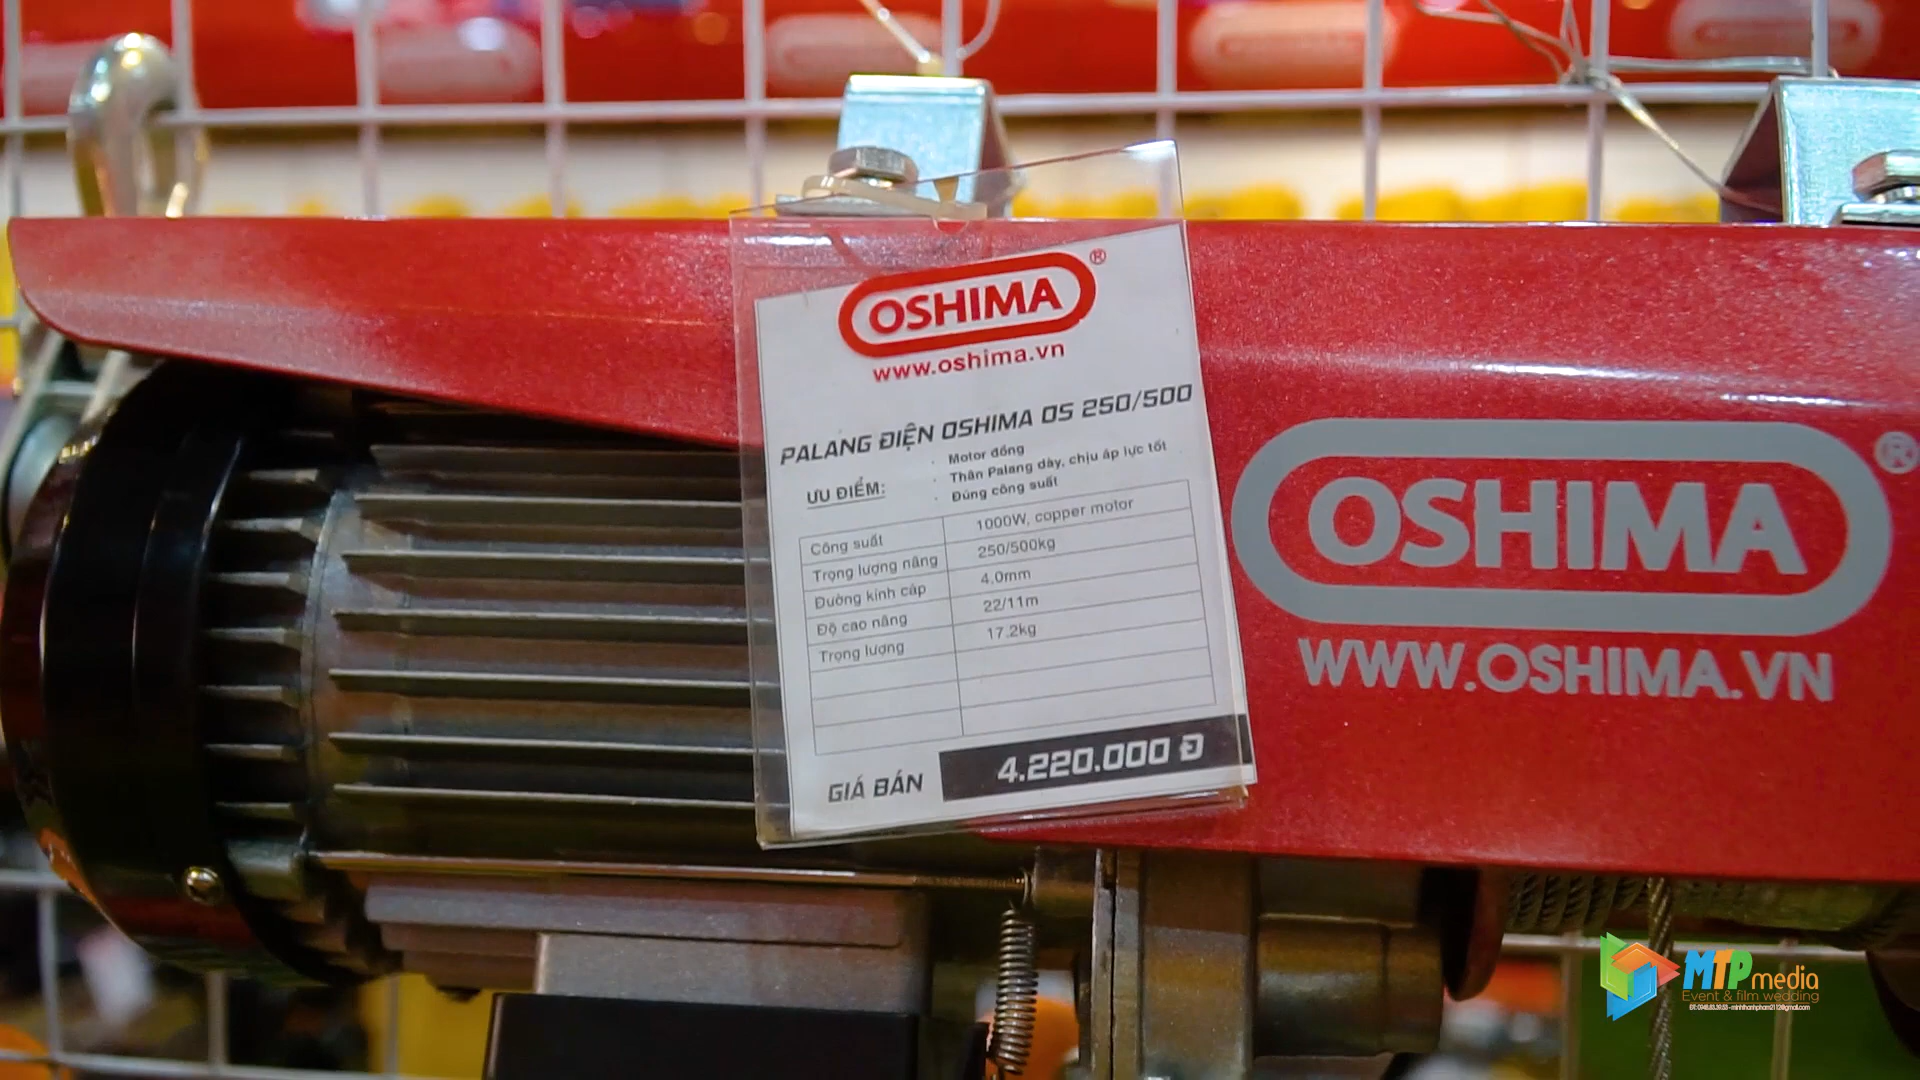 OSHIMA®
www.oshima.vn
PALANG ĐIỆN OSHIMA OS 250/500
ƯU ĐIỂM:
· Motor đồng
· Thân Palang dày, chịu áp lực tốt
· Đúng công suất
Công suất 1000W, copper motor
Trọng lượng nâng 250/500kg
Đường kính cáp 4.0mm
Độ cao nâng 22/11m
Trọng lượng 17.2kg
GIÁ BÁN 4.220.000 Đ
OSHIMA®
WWW.OSHIMA.VN
MTP media
Event & film wedding